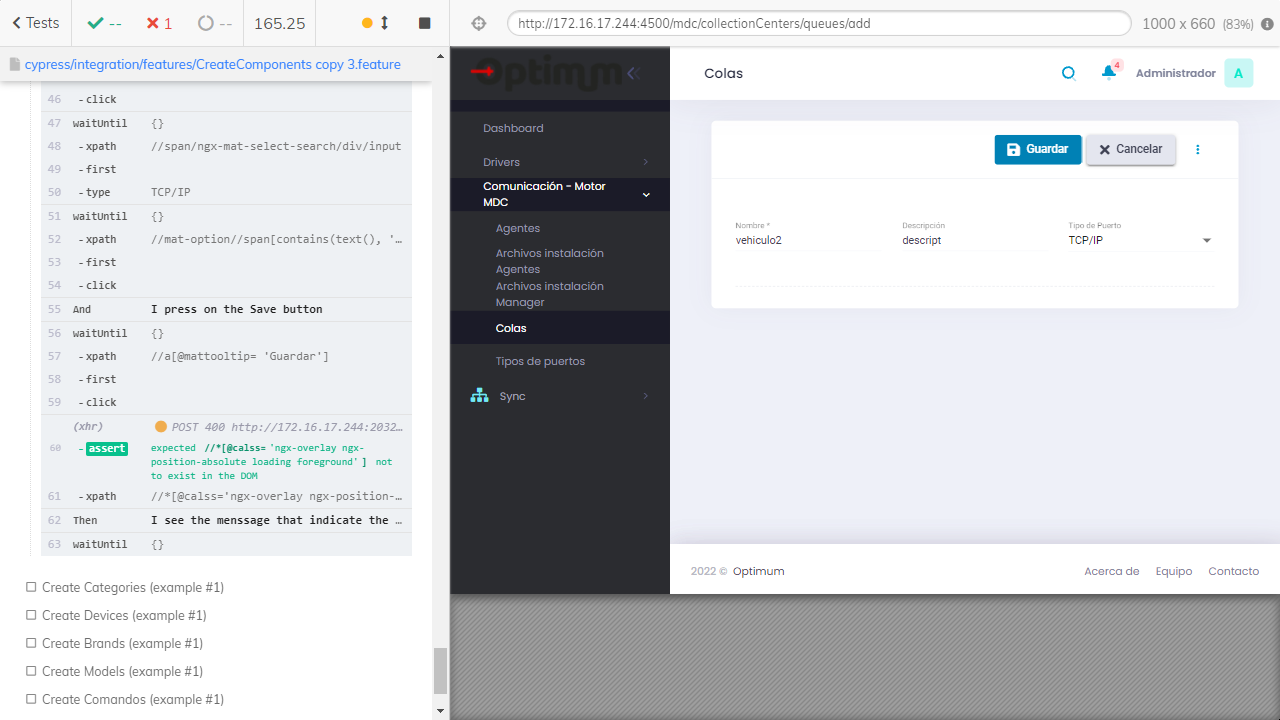 Tests
--
1
--
165.25
http://172.16.17.244:4500/mdc/collectionCenters/queues/add
1000 x 660 (83%)
cypress/integration/features/CreateComponents copy 3.feature
46 - click
47 waitUntil {}
48 - xpath //span/ngx-mat-select-search/div/input
49 - first
50 - type TCP/IP
51 waitUntil {}
52 - xpath //mat-option//span[contains(text(), '…
53 - first
54 - click
55 And I press on the Save button
56 waitUntil {}
57 - xpath //a[@mattooltip= 'Guardar']
58 - first
59 - click
(xhr) POST 400 http://172.16.17.244:2032…
60 - assert expected //*[@calss= 'ngx-overlay ngx-
position-absolute loading foreground' ] not
to exist in the DOM
61 - xpath //*[@calss='ngx-overlay ngx-position-…
62 Then I see the menssage that indicate the …
63 waitUntil {}
Create Categories (example #1)
Create Devices (example #1)
Create Brands (example #1)
Create Models (example #1)
Create Comandos (example #1)
Optimum
Dashboard
Drivers
Comunicación - Motor
MDC
Agentes
Archivos instalación
Agentes
Archivos instalación
Manager
Colas
Tipos de puertos
Sync
Colas
4
Administrador
A
Guardar
Cancelar
Nombre *
vehiculo2
Descripción
descript
Tipo de Puerto
TCP/IP
2022 © Optimum
Acerca de Equipo Contacto